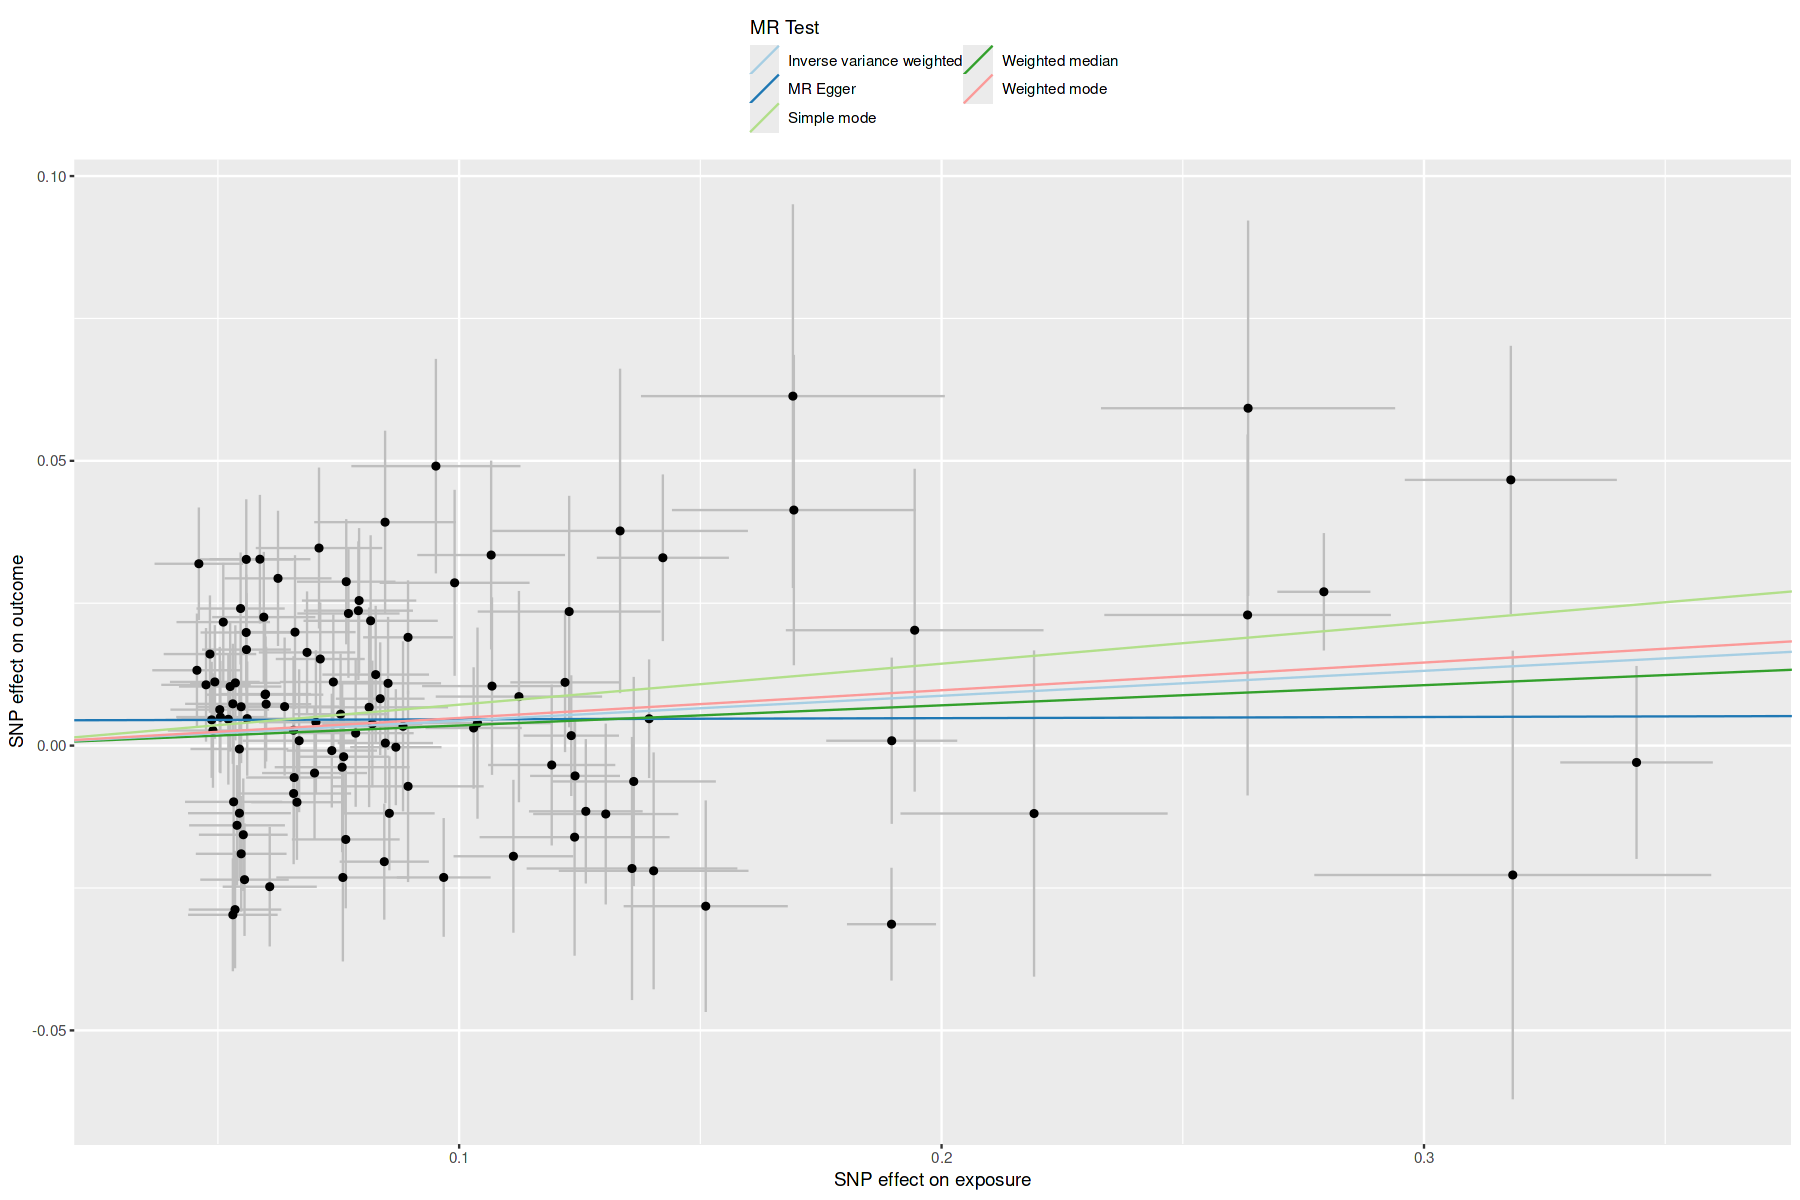 MR Test
Inverse variance weighted
Weighted median
MR Egger
Weighted mode
Simple mode
SNP effect on outcome
0.10
0.05
0.00
-0.05
0.1
0.2
0.3
SNP effect on exposure